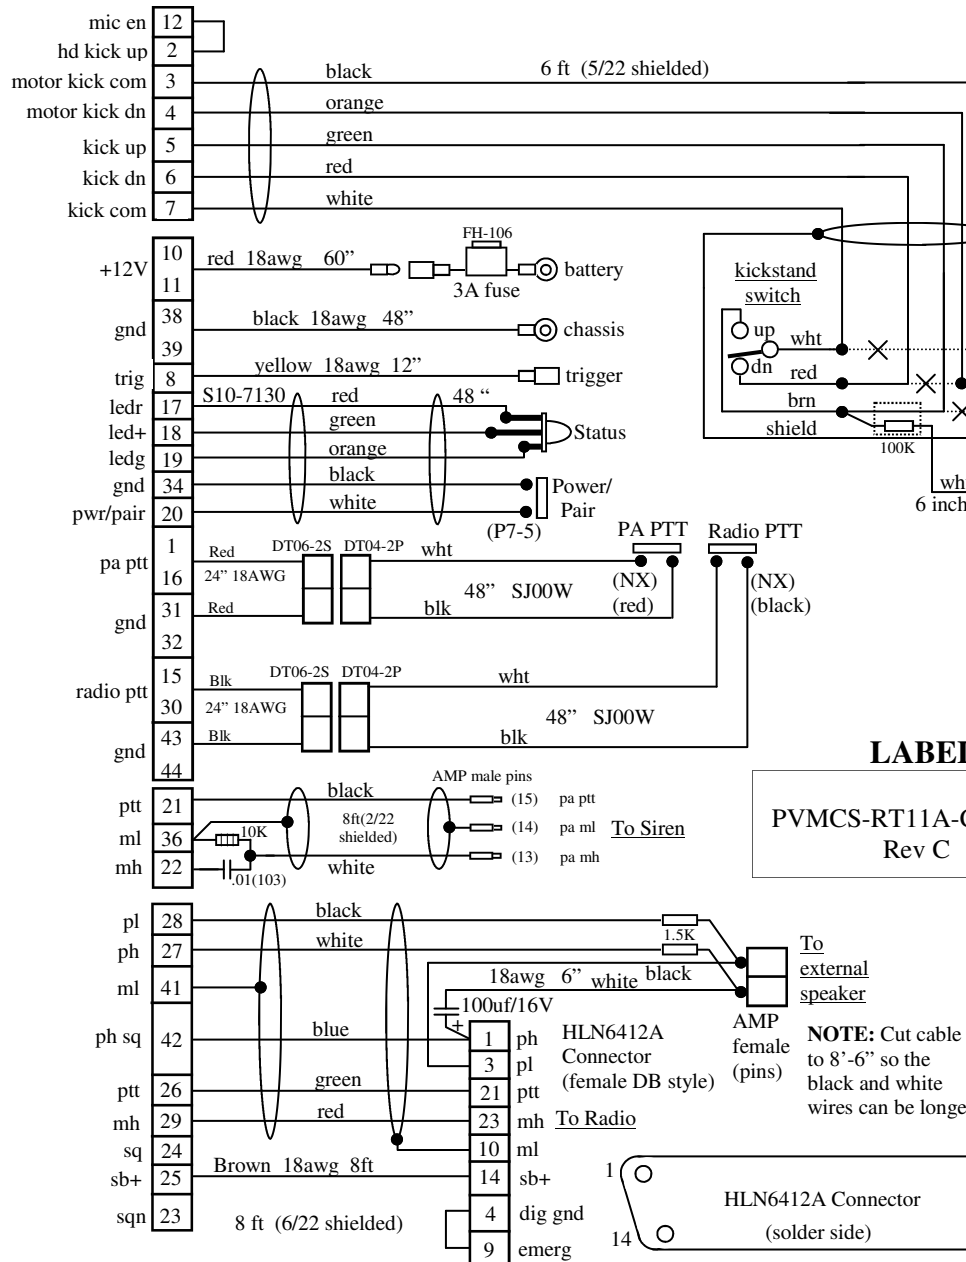 mic en 12
hd kick up 2
motor kick com 3 black 6 ft (5/22 shielded)
motor kick dn 4 orange
kick up 5 green
kick dn 6 red
kick com 7 white
FH-106
+12V 10 11 red 18awg 60” battery
3A fuse
gnd 38 39 black 18awg 48” chassis
trig 8 yellow 18awg 12” trigger
ledr 17 S10-7130 red 48 “
led+ 18 green Status
ledg 19 orange
gnd 34 black Power/
pwr/pair 20 white Pair
(P7-5)
kickstand
switch
up
wht
dn
red
brn
shield
100K
6 inch
pa ptt 1 16 Red DT06-2S DT04-2P wht PA PTT Radio PTT
24” 18AWG
48” SJ00W (NX) (NX)
(red) (black)
gnd 31 32 Red blk
radio ptt 15 30 Blk DT06-2S DT04-2P wht
24” 18AWG
48” SJ00W
gnd 43 44 Blk blk
PVMCS-RT11A-
Rev C
AMP male pins
ptt 21 black (15) pa ptt
8ft(2/22
shielded)
ml 36 10K (14) pa ml To Siren
mh 22 .01(103) white (13) pa mh
pl 28 black
1.5K
ph 27 white
black
18awg 6” white
To
external
speaker
ml 41
100uf/16V
+
ph sq 42 blue 1 ph
3 pl
HLN6412A
Connector
(female DB style)
AMP
female
(pins)
NOTE: Cut cable
to 8’-6” so the
black and white
wires can be longe
ptt 26 green 21 ptt
mh 29 red 23 mh To Radio
sq 24 10 ml
sb+ 25 Brown 18awg 8ft 14 sb+
sqn 23 8 ft (6/22 shielded) 4 dig gnd
9 emerg
1
HLN6412A Connector
(solder side)
14